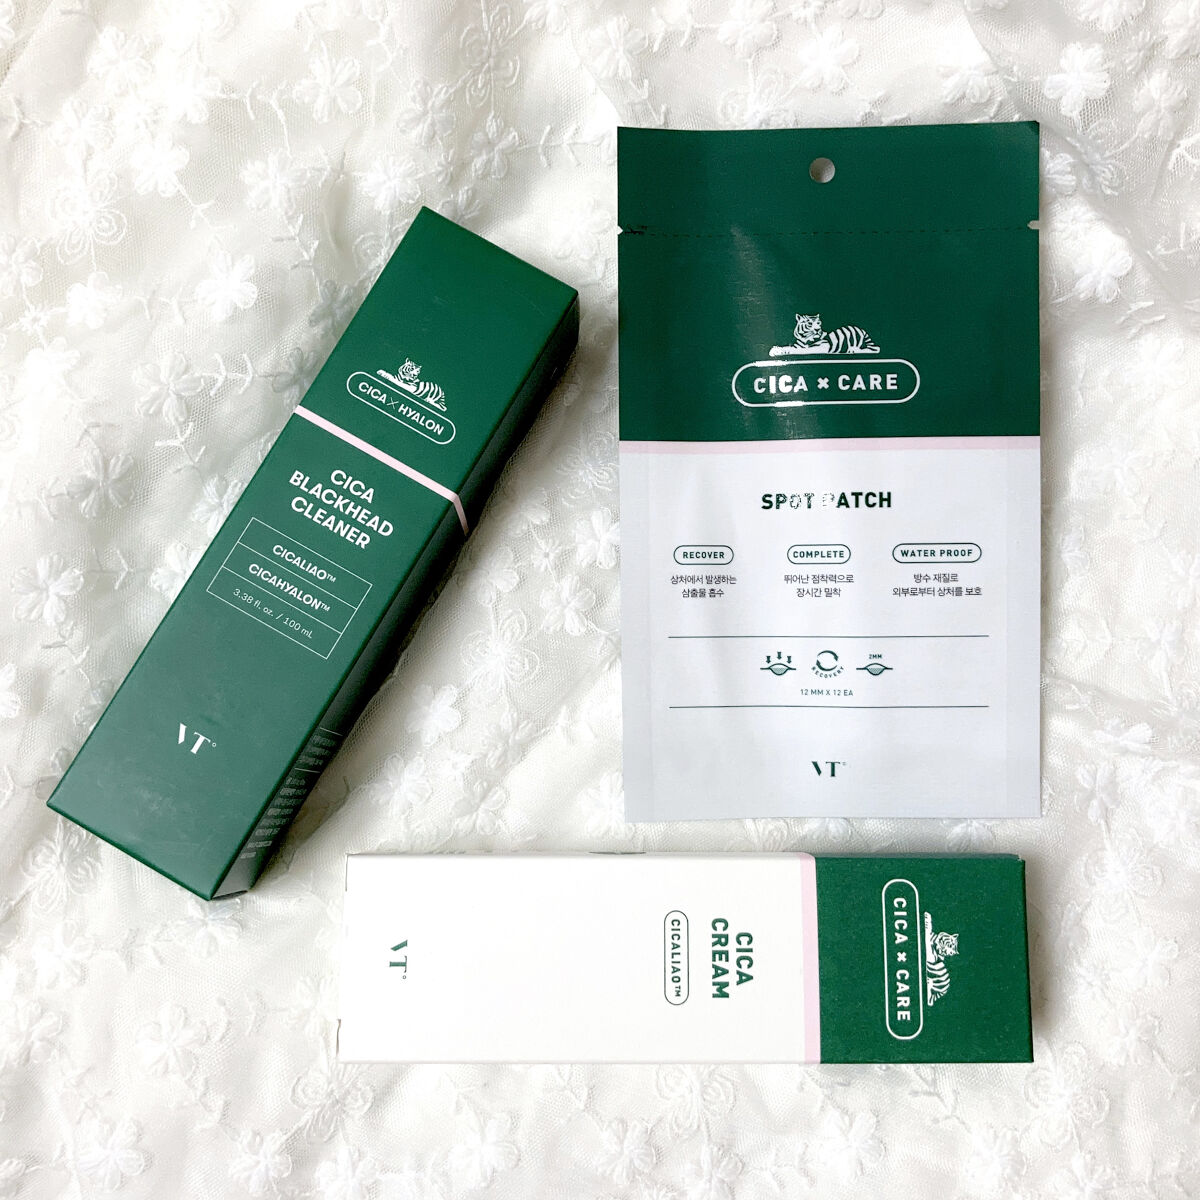 CICA × HYALON
CICA
BLACKHEAD
CLEANER
CICALIAO™
CICAHYALON™
3.38 fl. oz. / 100 mL
VT
CICA × CARE
SPOT PATCH
RECOVER
상처에서 발생하는
삼출물 흡수
COMPLETE
뛰어난 점착력으로
장시간 밀착
WATER PROOF
방수 재질로
외부로부터 상처를 보호
RECOVERY
2MM
12 MM X 12 EA
VT
CICA × CARE
CICA
CREAM
CICALIAO™
VT